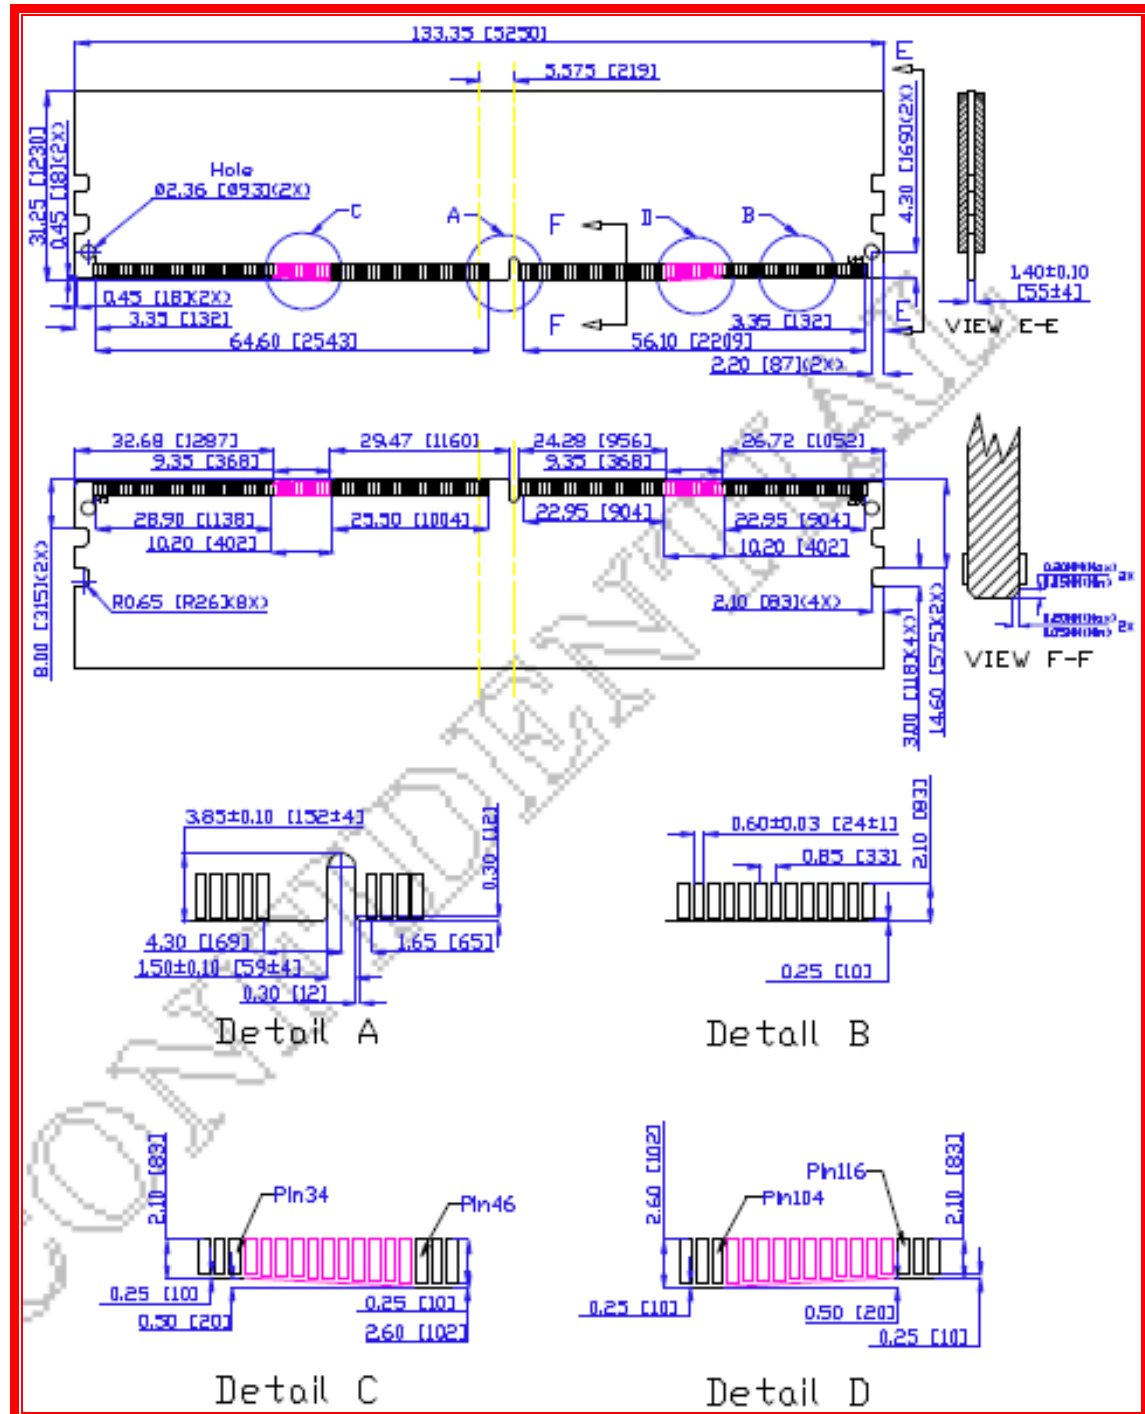 133.35 [5250]
5.575 [219]
E
31.25 [1230]
0.45 [18](2X)
Hole
Ø2.36 [Ø93](2X)
C
A
F
D
B
4.30 [169](2X)
1.40±0.10
[55±4]
0.45 [18](2X)
3.35 [132]
F
3.35 [132]
E
VIEW E-E
64.60 [2543]
56.10 [2209]
2.20 [87](2X)
32.68 [1287]
29.47 [1160]
24.28 [956]
26.72 [1052]
9.35 [368]
9.35 [368]
28.90 [1138]
25.50 [1004]
22.95 [904]
22.95 [904]
10.20 [402]
10.20 [402]
8.00 [315](2X)
R0.65 [R26](8X)
2.10 [83](4X)
3.00 [118](4X)
14.60 [575](2X)
2X
2X
VIEW F-F
3.85±0.10 [152±4]
0.30 [12]
0.60±0.03 [24±1]
2.10 [83]
0.85 [33]
4.30 [169]
1.65 [65]
1.50±0.10 [59±4]
0.30 [12]
0.25 [10]
Detail A
Detail B
2.10 [83]
Pin34
Pin46
2.60 [102]
Pin116
Pin104
2.10 [83]
0.25 [10]
0.50 [20]
0.25 [10]
2.60 [102]
0.25 [10]
0.50 [20]
0.25 [10]
Detail C
Detail D
CONFIDENTIAL